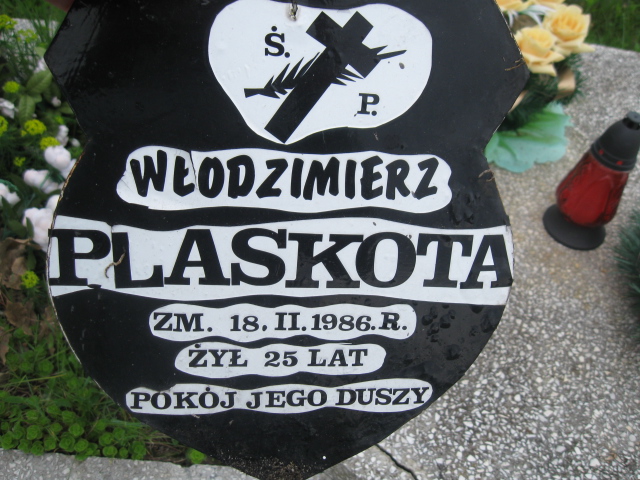 Ś. P.
WŁODZIMIERZ
PLASKOTA
ZM. 18.II.1986.R.
ŻYŁ 25 LAT
POKÓJ JEGO DUSZY